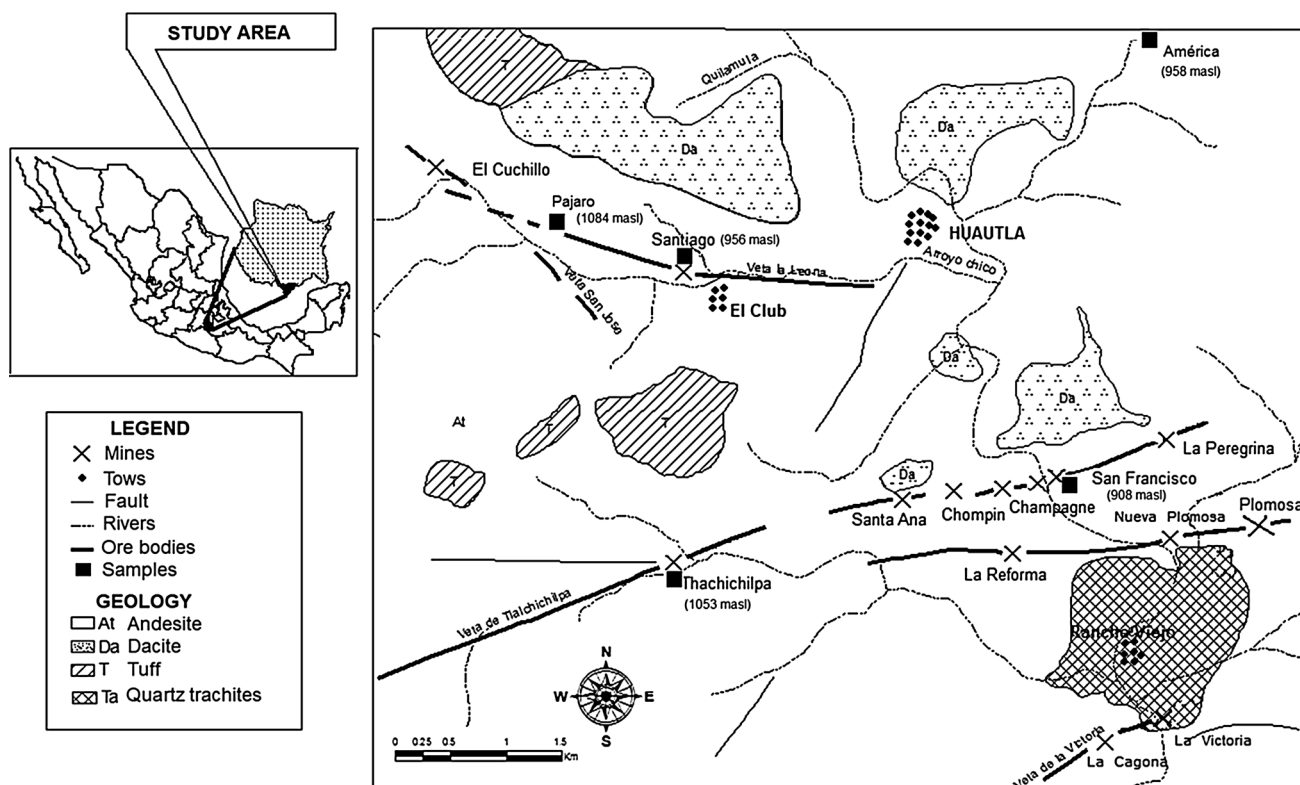 STUDY AREA
LEGEND
Mines
Tows
Fault
Rivers
Ore bodies
Samples
GEOLOGY
At Andesite
Da Dacite
T Tuff
Ta Quartz trachites
T
Quilamula
América
(958 masl)
Da
Da
El Cuchillo
Pajaro
(1084 masl)
Santiago (956 masl)
HUAUTLA
Arroyo chico
Veta la Leona
El Club
Veta San Jose
Da
Da
At
T
T
T
La Peregrina
Da
San Francisco
(908 masl)
Santa Ana
Chompin
Champagne
Nueva Plomosa
Plomosa
La Reforma
Thachichilpa
(1053 masl)
Veta de Tlalchichilpa
Rancho Viejo
N
W
E
S
0 0.25 0.5 1 1.5
Km
La Victoria
La Cagona
Veta de la Victoria